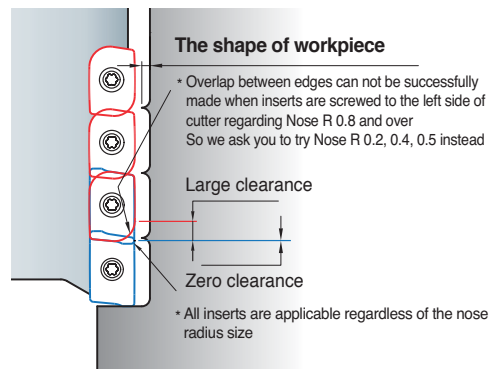 The shape of workpiece
* Overlap between edges can not be successfully
made when inserts are screwed to the left side of
cutter regarding Nose R 0.8 and over
So we ask you to try Nose R 0.2, 0.4, 0.5 instead
Large clearance
Zero clearance
* All inserts are applicable regardless of the nose
radius size